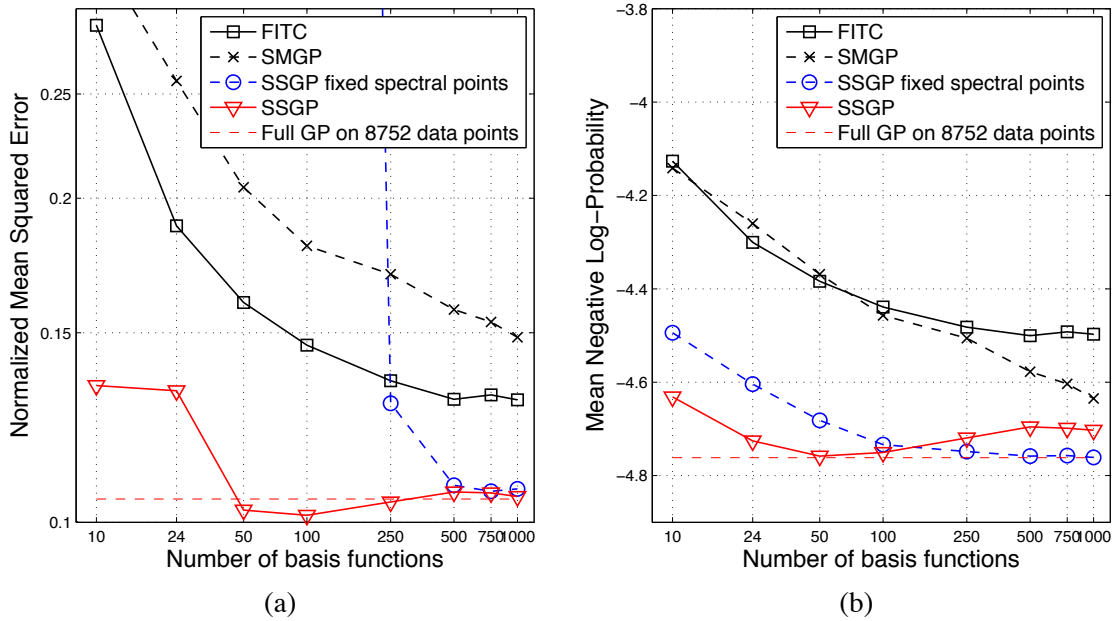 FITC
SMGP
SSGP fixed spectral points
SSGP
Full GP on 8752 data points
0.25
0.2
0.15
0.1
Normalized Mean Squared Error
10 24 50 100 250 500 750 1000
Number of basis functions
(a)
FITC
SMGP
SSGP fixed spectral points
SSGP
Full GP on 8752 data points
−3.8
−4
−4.2
−4.4
−4.6
−4.8
Mean Negative Log−Probability
10 24 50 100 250 500 750 1000
Number of basis functions
(b)